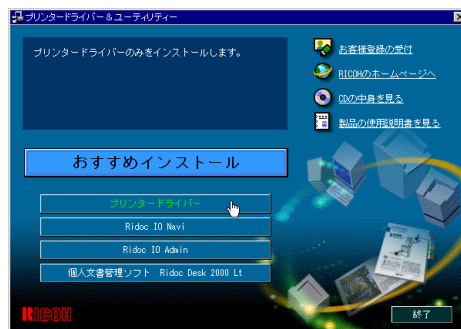 プリンタードライバー&ユーティリティー
プリンタードライバーのみをインストールします。
お客様登録の受付
RICOHのホームページへ
CDの中身を見る
製品の使用説明書を見る
おすすめインストール
プリンタードライバー
Ridoc IO Navi
Ridoc IO Admin
個人文書管理ソフト Ridoc Desk 2000 Lt
RICOH
終了